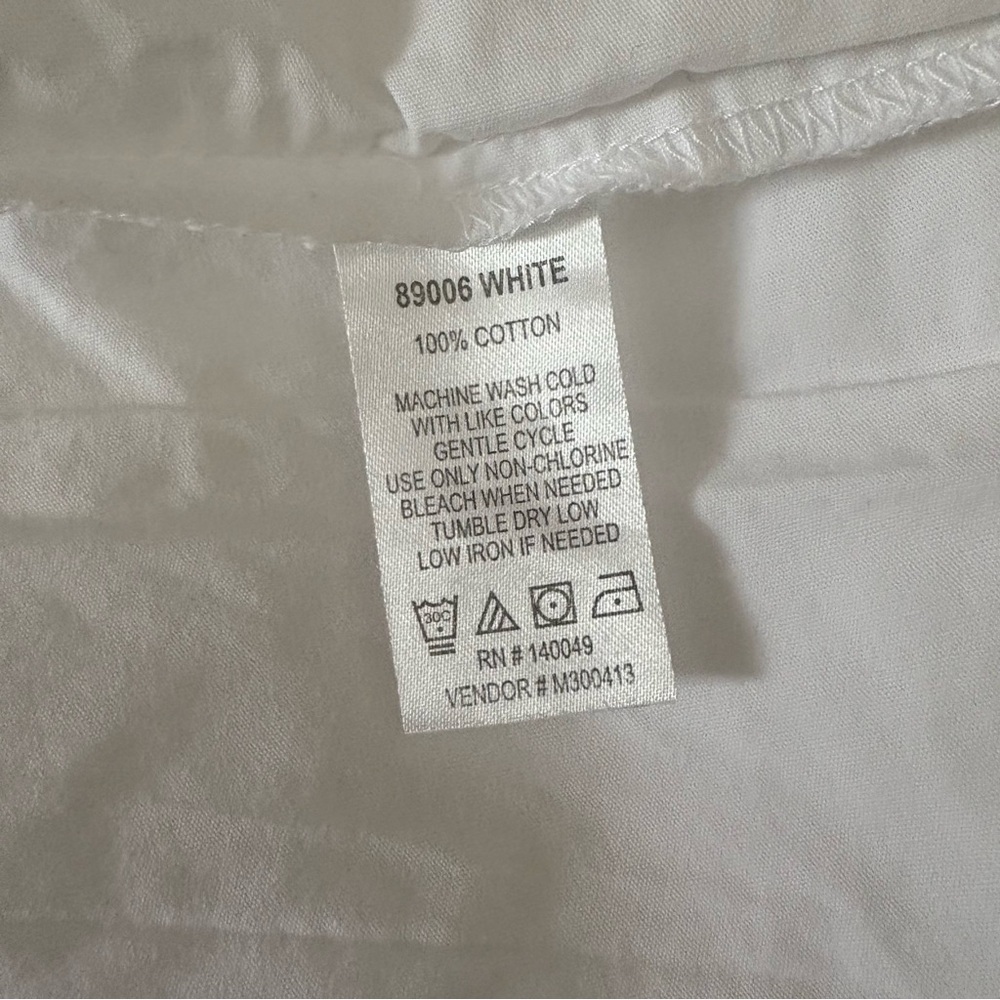 89006 WHiTE
100% COTTON
MACHINE WASH COLD
WITH LIKE COLORS
GENTLE CYCLE
USE ONLY NON-CHLORINE
BLEACH WHEN NEEDED
TUMBLE DRY LOW
LOW IRON IF NEEDED
30C
RN # 140049
VENDOR # M300413